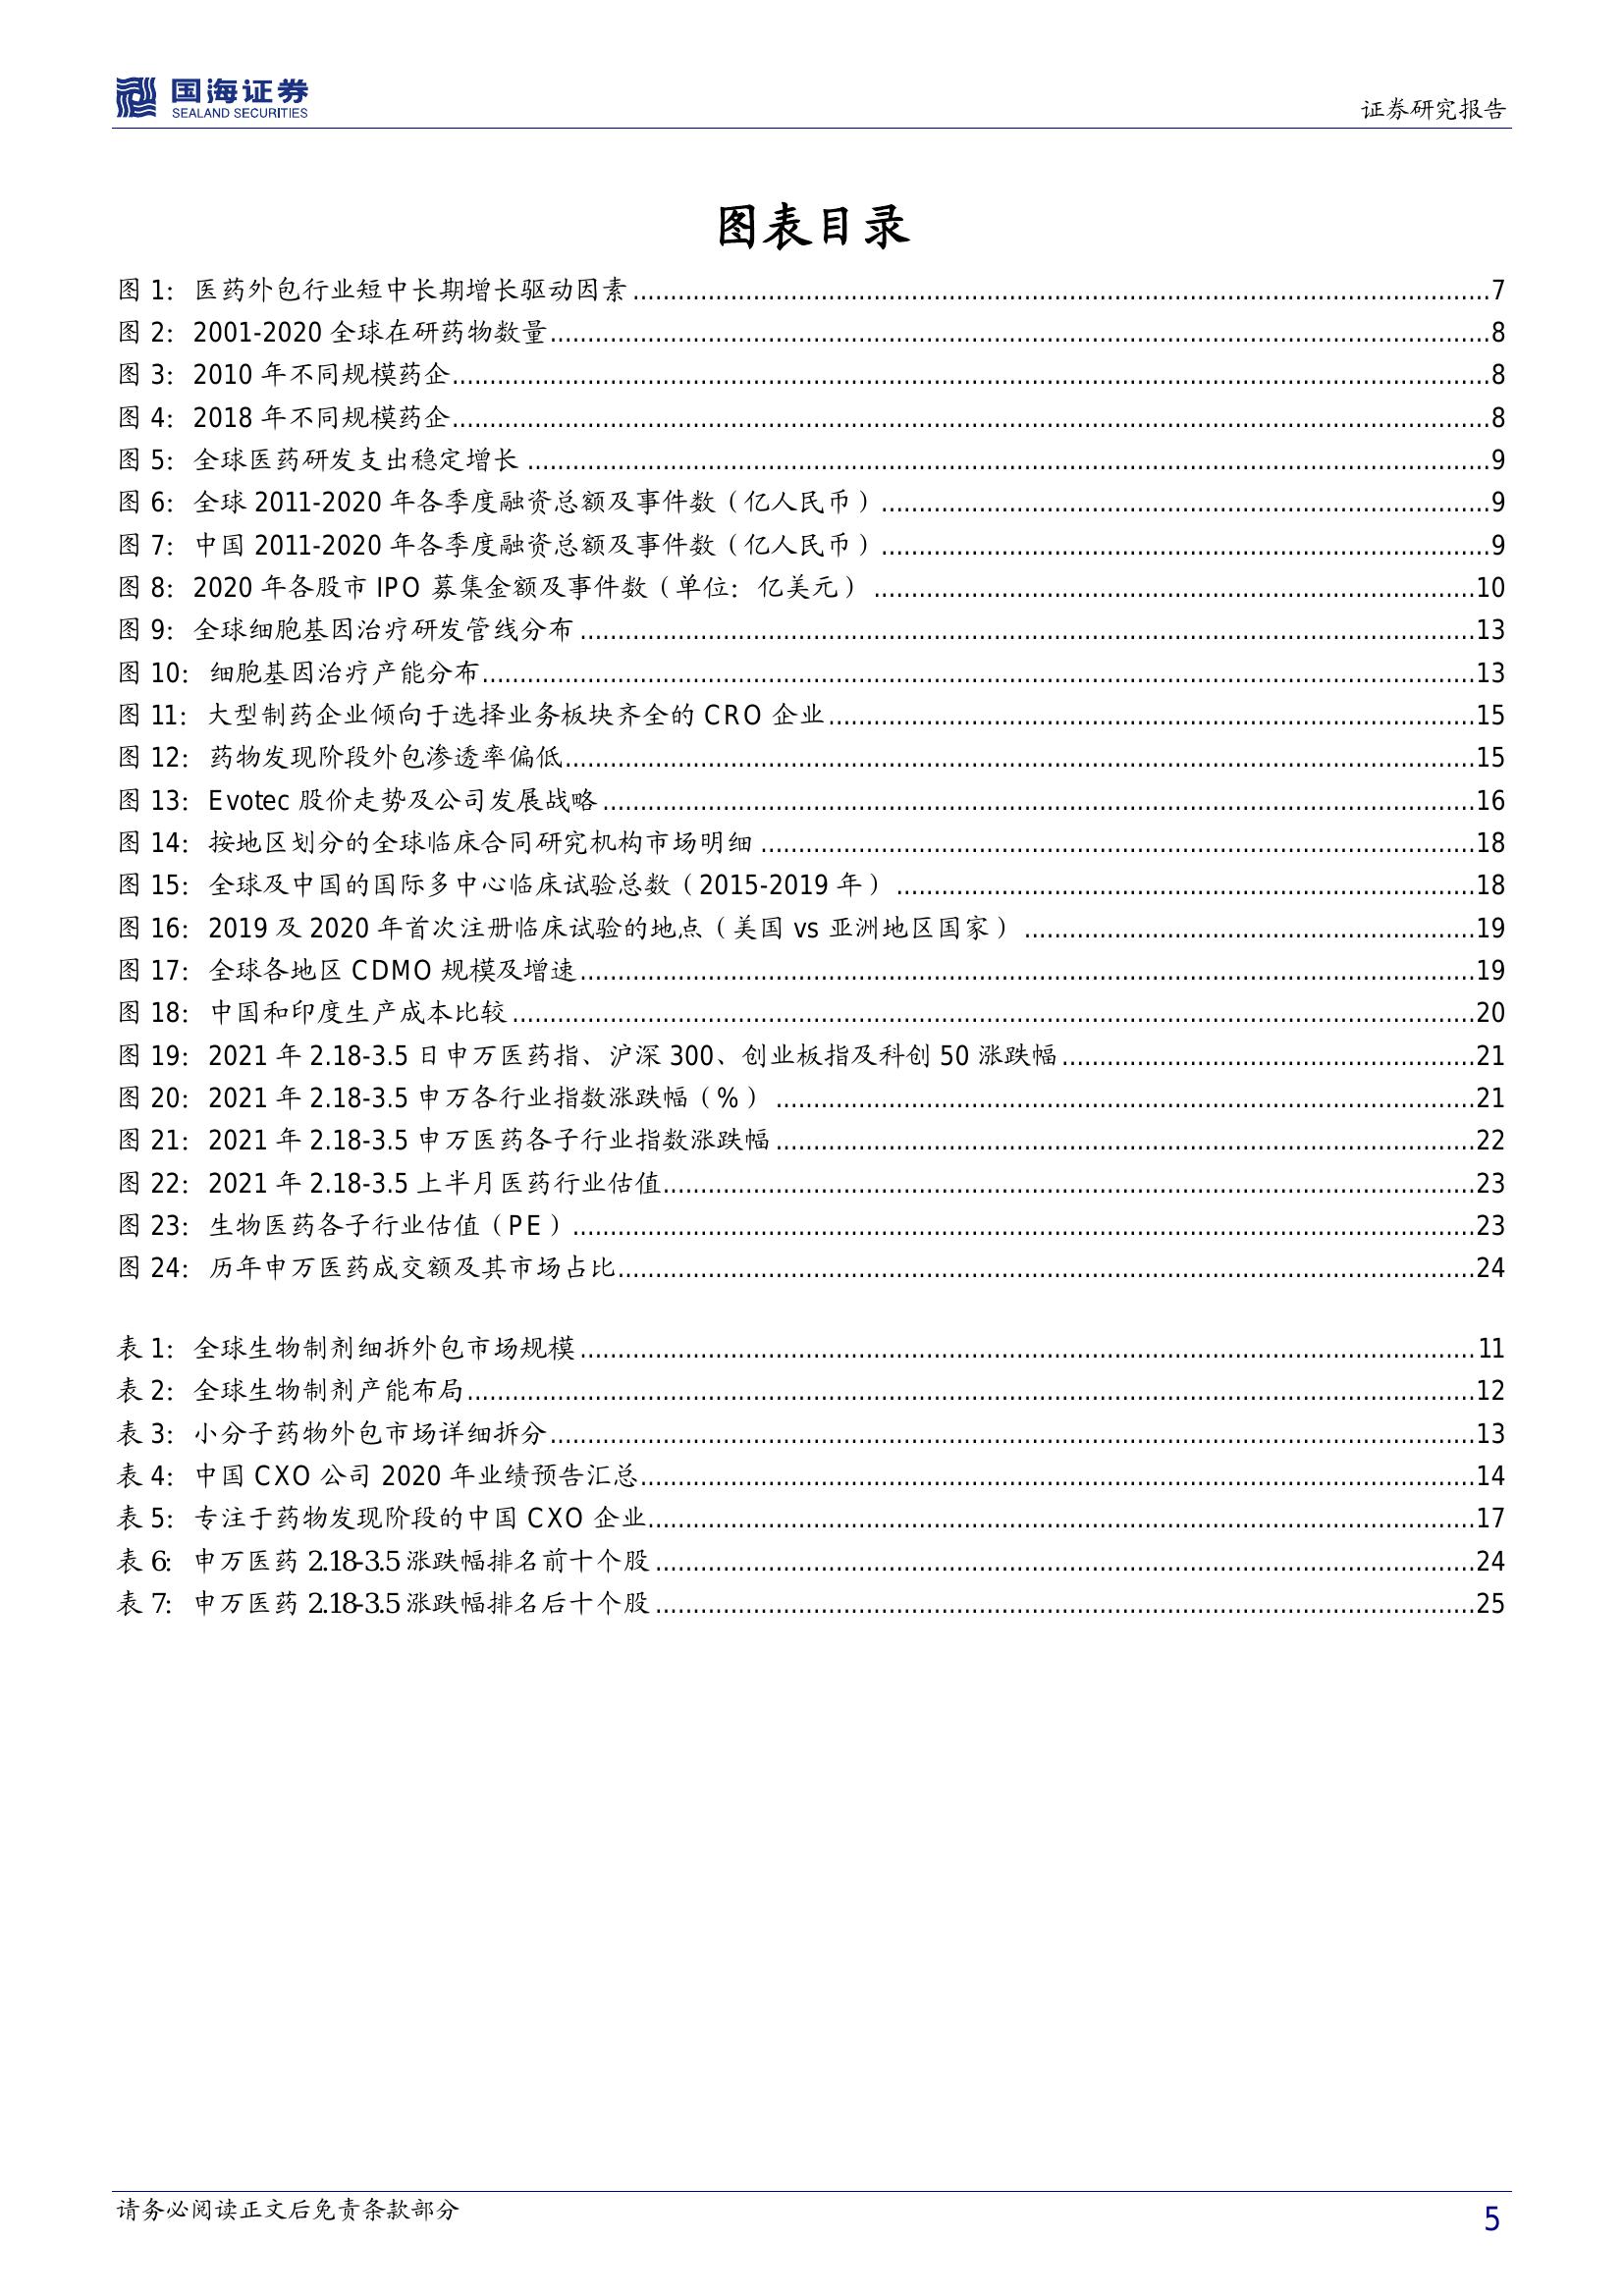 国海证券
SEALAND SECURITIES
证券研究报告
图表目录
图 1: 医药外包行业短中长期增长驱动因素 ........ 7
图 2: 2001-2020 全球在研药物数量 ........ 8
图 3: 2010 年不同规模药企 ........ 8
图 4: 2018 年不同规模药企 ........ 8
图 5: 全球医药研发支出稳定增长 ........ 9
图 6: 全球 2011-2020 年各季度融资总额及事件数（亿人民币） ........ 9
图 7: 中国 2011-2020 年各季度融资总额及事件数（亿人民币） ........ 9
图 8: 2020 年各股市 IPO 募集金额及事件数（单位: 亿美元） ........ 10
图 9: 全球细胞基因治疗研发管线分布 ........ 13
图 10: 细胞基因治疗产能分布 ........ 13
图 11: 大型制药企业倾向于选择业务板块齐全的 CRO 企业 ........ 15
图 12: 药物发现阶段外包渗透率偏低 ........ 15
图 13: Evotec 股价走势及公司发展战略 ........ 16
图 14: 按地区划分的全球临床合同研究机构市场明细 ........ 18
图 15: 全球及中国的国际多中心临床试验总数（2015-2019 年） ........ 18
图 16: 2019 及 2020 年首次注册临床试验的地点（美国 vs 亚洲地区国家） ........ 19
图 17: 全球各地区 CDMO 规模及增速 ........ 19
图 18: 中国和印度生产成本比较 ........ 20
图 19: 2021 年 2.18-3.5 日申万医药指、沪深 300、创业板指及科创 50 涨跌幅 ........ 21
图 20: 2021 年 2.18-3.5 申万各行业指数涨跌幅（%） ........ 21
图 21: 2021 年 2.18-3.5 申万医药各子行业指数涨跌幅 ........ 22
图 22: 2021 年 2.18-3.5 上半月医药行业估值 ........ 23
图 23: 生物医药各子行业估值（PE） ........ 23
图 24: 历年申万医药成交额及其市场占比 ........ 24
表 1: 全球生物制剂细拆外包市场规模 ........ 11
表 2: 全球生物制剂产能布局 ........ 12
表 3: 小分子药物外包市场详细拆分 ........ 13
表 4: 中国 CXO 公司 2020 年业绩预告汇总 ........ 14
表 5: 专注于药物发现阶段的中国 CXO 企业 ........ 17
表 6: 申万医药 2.18-3.5 涨跌幅排名前十个股 ........ 24
表 7: 申万医药 2.18-3.5 涨跌幅排名后十个股 ........ 25
请务必阅读正文后免责条款部分
5